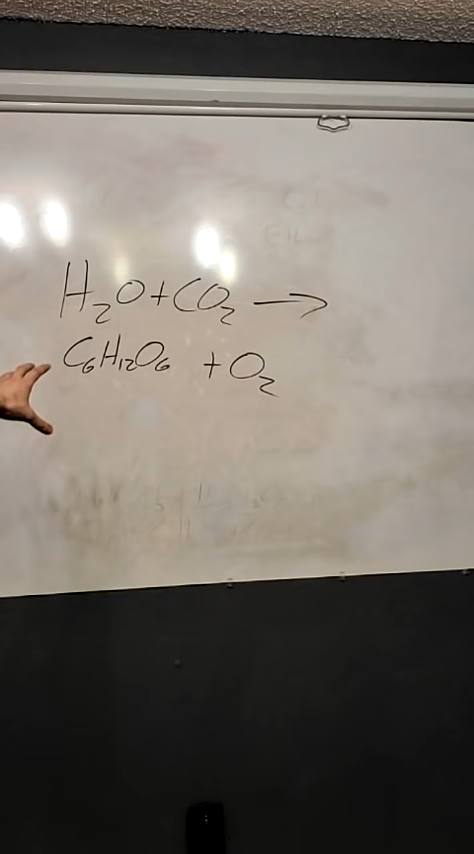 H₂O + CO₂ →
C₆H₁₂O₆ + O₂